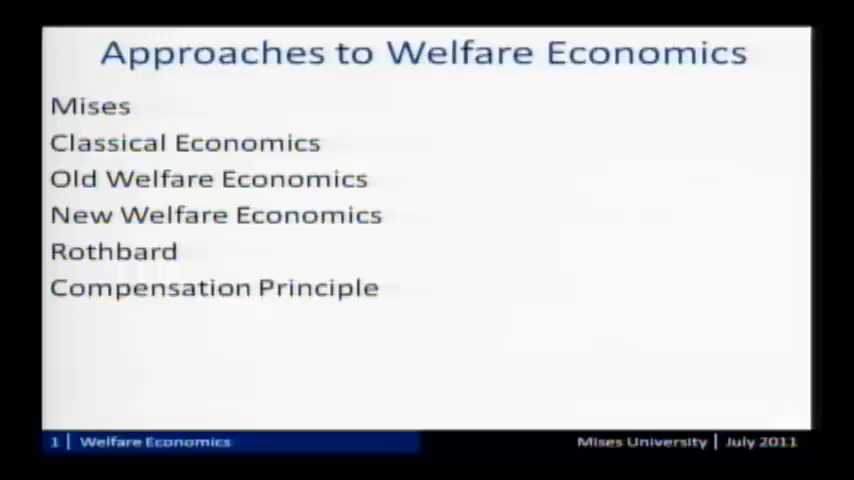 Approaches to Welfare Economics
Mises
Classical Economics
Old Welfare Economics
New Welfare Economics
Rothbard
Compensation Principle
1 | Welfare Economics
Mises University | July 2011